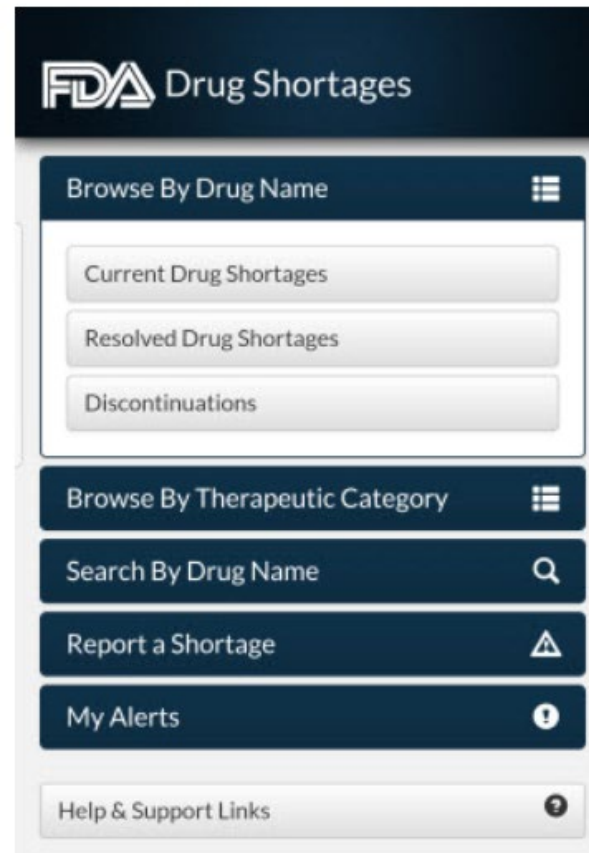 FDA Drug Shortages
Browse By Drug Name
Current Drug Shortages
Resolved Drug Shortages
Discontinuations
Browse By Therapeutic Category
Search By Drug Name
Report a Shortage
My Alerts
Help & Support Links